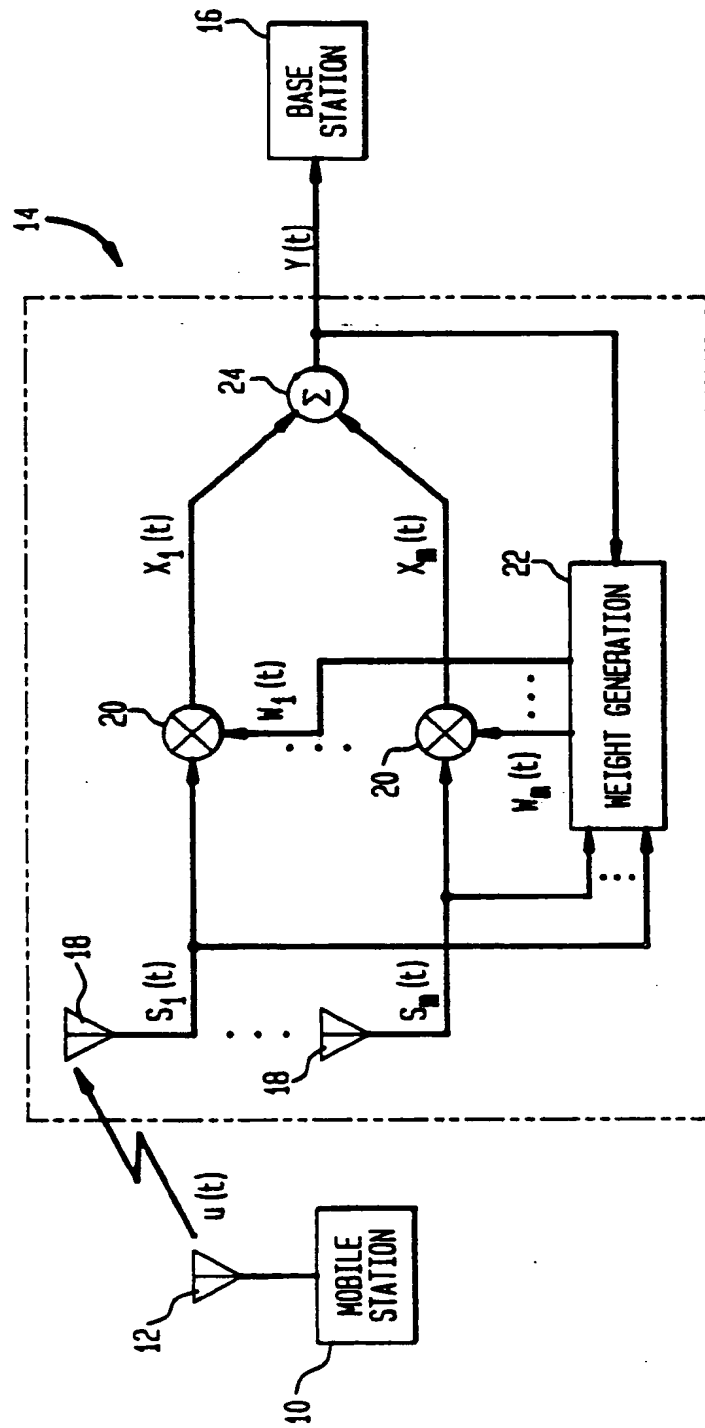 14
16
BASE
STATION
Y(t)
24
Σ
X1(t)
Xm(t)
22
WEIGHT GENERATION
20
W1(t)
20
Wm(t)
18
S1(t)
18
Sm(t)
u(t)
12
MOBILE
STATION
10